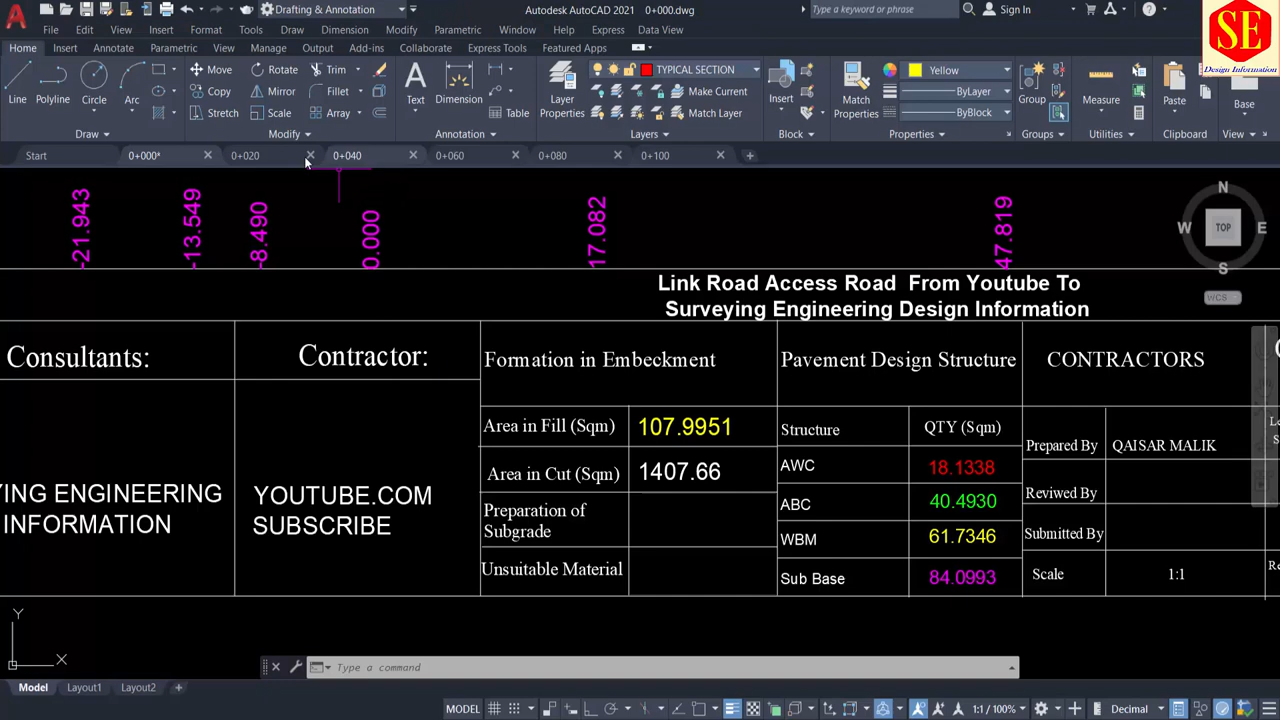 Drafting & Annotation
Autodesk AutoCAD 2021 0+000.dwg
Type a keyword or phrase
Sign In
File Edit View Insert Format Tools Draw Dimension Modify Parametric Window Help Express Data View
SE
Design Information
Home Insert Annotate Parametric View Manage Output Add-ins Collaborate Express Tools Featured Apps
Line
Polyline
Circle
Arc
Move
Copy
Stretch
Rotate
Mirror
Scale
Trim
Fillet
Array
Text
Dimension
Table
Layer
Properties
TYPICAL SECTION
Make Current
Match Layer
Insert
Match
Properties
Yellow
ByLayer
ByBlock
Group
Measure
Paste
Base
Draw Modify Annotation Layers Block Properties Groups Utilities Clipboard View
Start 0+000* 0+020 0+040 0+060 0+080 0+100
-21.943
-13.549
-8.490
0.000
17.082
47.819
N
W TOP E
S
WCS
Link Road Access Road From Youtube To
Surveying Engineering Design Information
Consultants:
Contractor:
Formation in Embeckment
Pavement Design Structure
CONTRACTORS
Area in Fill (Sqm) 107.9951
Area in Cut (Sqm) 1407.66
Preparation of
Subgrade
Unsuitable Material
Structure QTY (Sqm)
AWC 18.1338
ABC 40.4930
WBM 61.7346
Sub Base 84.0993
Prepared By QAISAR MALIK
Reviwed By
Submitted By
Scale 1:1
YING ENGINEERING
INFORMATION
YOUTUBE.COM
SUBSCRIBE
Y
X
Type a command
Model Layout1 Layout2
MODEL
1:1 / 100%
Decimal